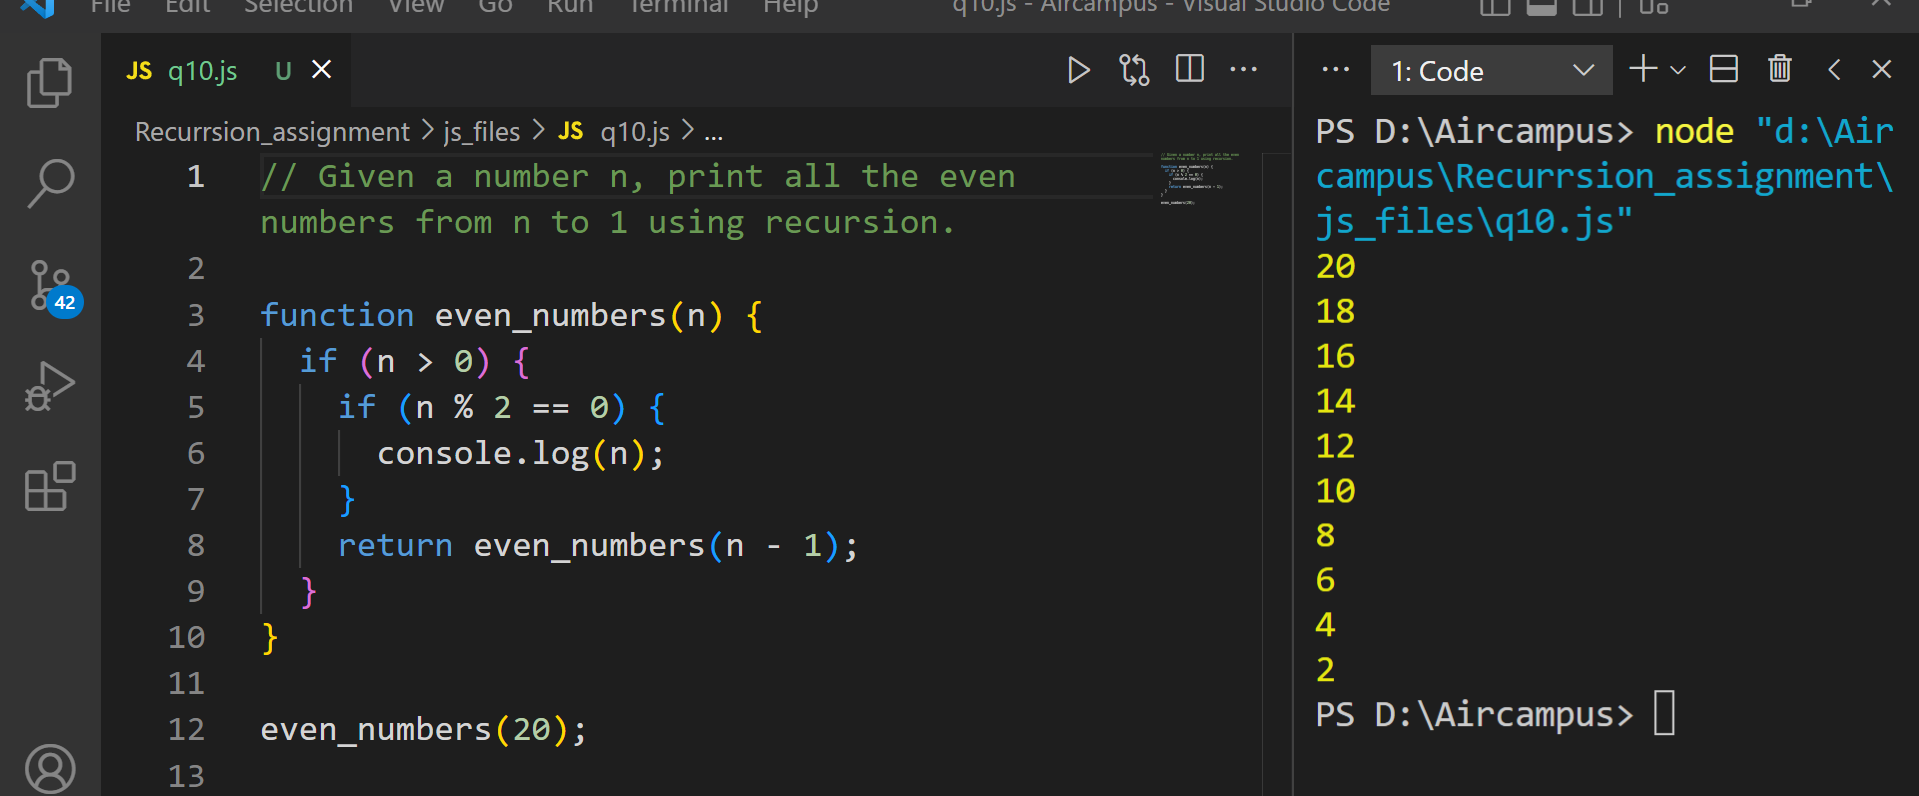 File Edit Selection View Go Run Terminal Help q10.js - Aircampus - Visual Studio Code
JS q10.js U
Recurrsion_assignment > js_files > JS q10.js > ...
1 // Given a number n, print all the even
numbers from n to 1 using recursion.
2
3 function even_numbers(n) {
4 if (n > 0) {
5 if (n % 2 == 0) {
6 console.log(n);
7 }
8 return even_numbers(n - 1);
9 }
10 }
11
12 even_numbers(20);
13
42
1: Code
PS D:\Aircampus> node "d:\Air
campus\Recurrsion_assignment\
js_files\q10.js"
20
18
16
14
12
10
8
6
4
2
PS D:\Aircampus>